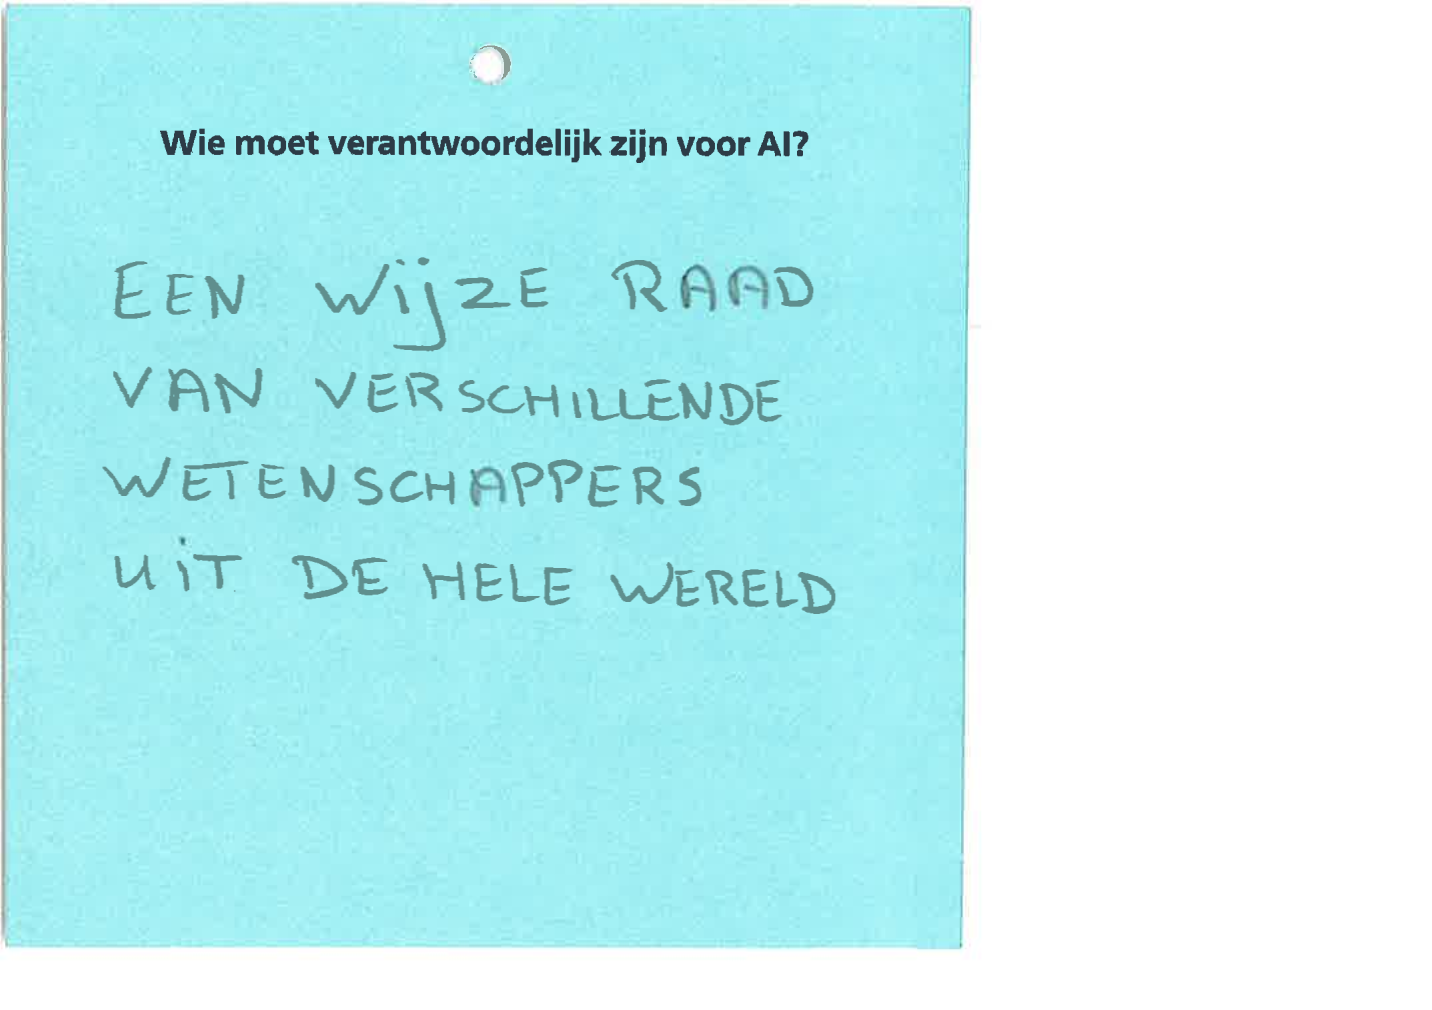 Wie moet verantwoordelijk zijn voor AI?
EEN WijZE RAAD
VAN VERSCHILLENDE
WETENSCHAPPERS
UiT DE HELE WERELD